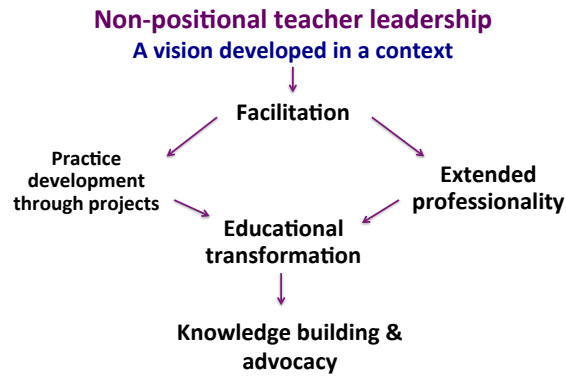 Non-positional teacher leadership
A vision developed in a context
Facilitation
Practice
development
through projects
Extended
professionality
Educational
transformation
Knowledge building &
advocacy